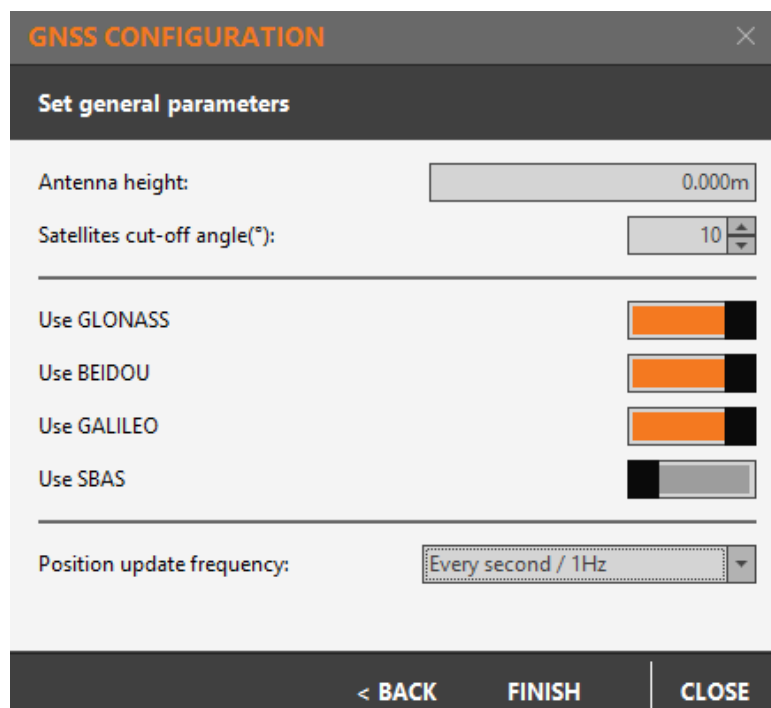 GNSS CONFIGURATION
Set general parameters
Antenna height: 0.000m
Satellites cut-off angle(°): 10
Use GLONASS
Use BEIDOU
Use GALILEO
Use SBAS
Position update frequency: Every second / 1Hz
< BACK FINISH CLOSE